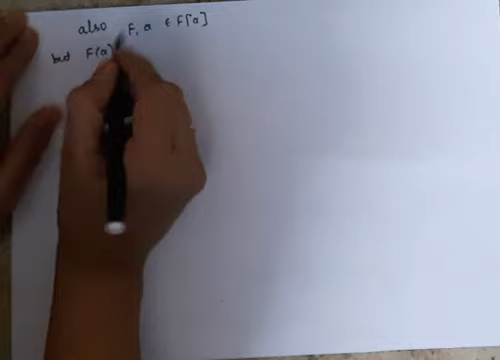 also F, a ∈ F[a]
but F(a)